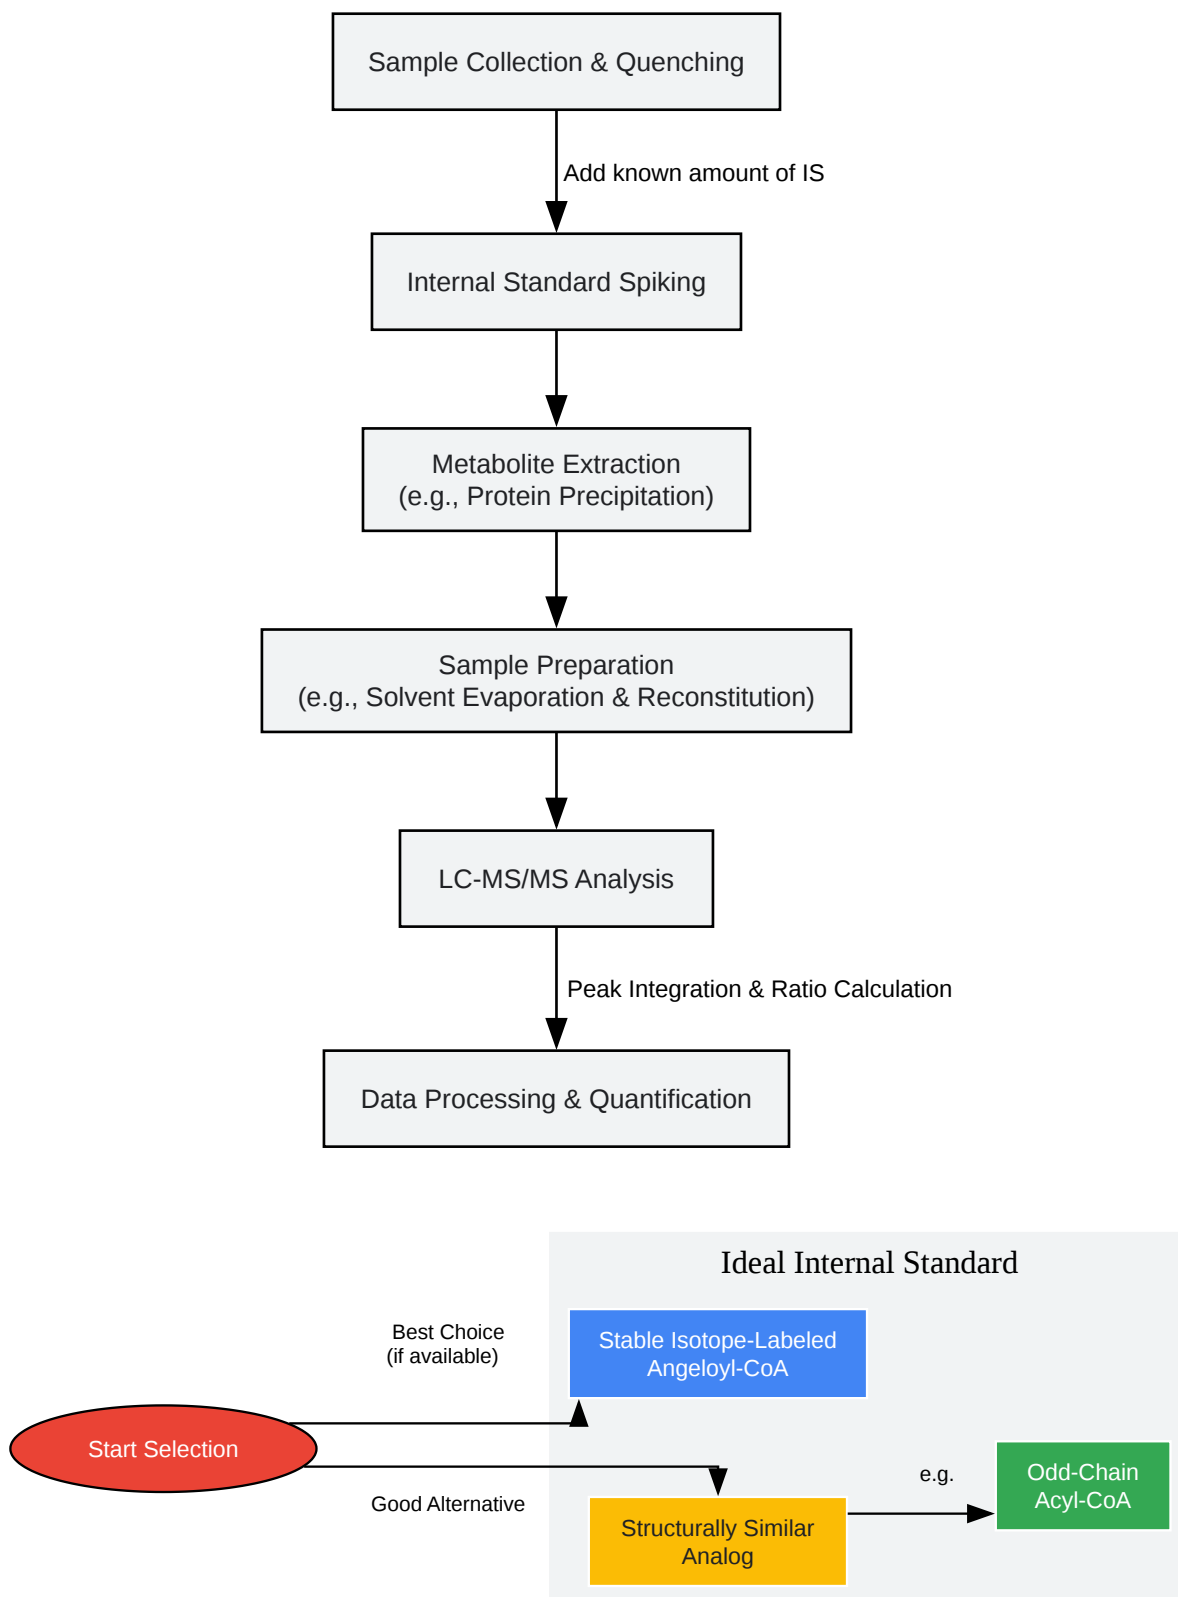 Sample Collection & Quenching
Add known amount of IS
Internal Standard Spiking
Metabolite Extraction
(e.g., Protein Precipitation)
Sample Preparation
(e.g., Solvent Evaporation & Reconstitution)
LC-MS/MS Analysis
Peak Integration & Ratio Calculation
Data Processing & Quantification
Ideal Internal Standard
Best Choice
(if available)
Stable Isotope-Labeled
Angeloyl-CoA
Start Selection
Good Alternative
Structurally Similar
Analog
e.g.
Odd-Chain
Acyl-CoA